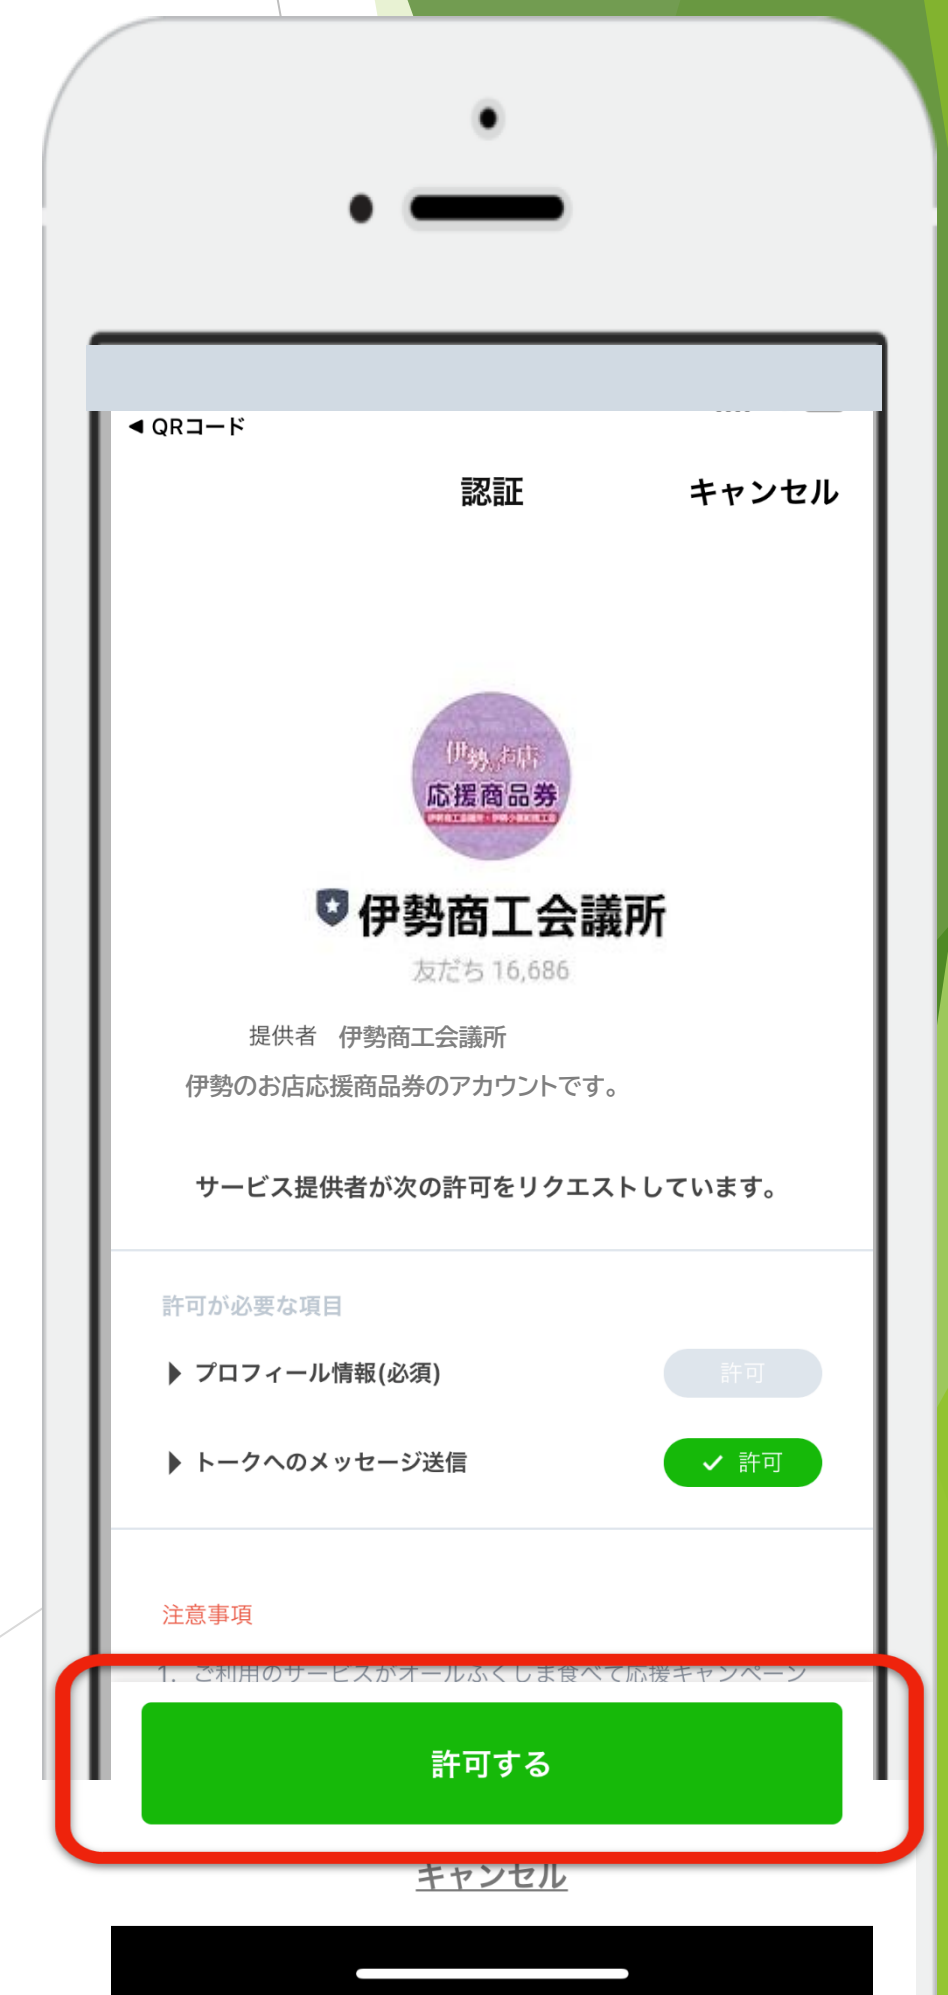 ◀ QRコード
認証
キャンセル
伊勢のお店
応援商品券
伊勢商工会議所
友だち 16,686
提供者 伊勢商工会議所
伊勢のお店応援商品券のアカウントです。
サービス提供者が次の許可をリクエストしています。
許可が必要な項目
▶ プロフィール情報(必須)
許可
▶ トークへのメッセージ送信
✓ 許可
注意事項
1. ご利用のサービスがオールふくしま食べて応援キャンペーン
許可する
キャンセル